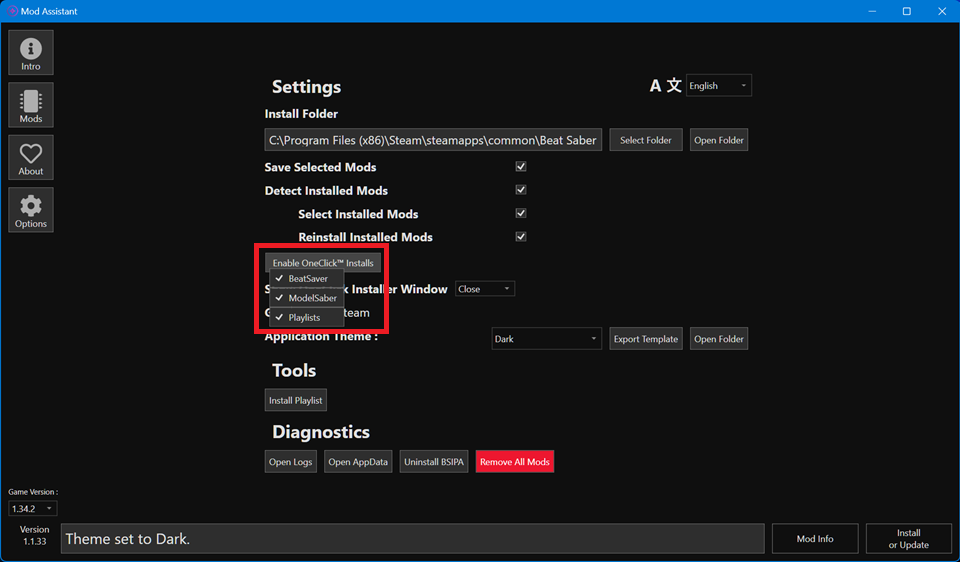 Mod Assistant
Intro
Mods
About
Options
Settings
A 文 English
Install Folder
C:\Program Files (x86)\Steam\steamapps\common\Beat Saber Select Folder Open Folder
Save Selected Mods
Detect Installed Mods
Select Installed Mods
Reinstall Installed Mods
Enable OneClick™ Installs
BeatSaver
ModelSaber
Playlists
k Installer Window Close
team
Application Theme : Dark Export Template Open Folder
Tools
Install Playlist
Diagnostics
Open Logs Open AppData Uninstall BSIPA Remove All Mods
Game Version :
1.34.2
Version
1.1.33
Theme set to Dark.
Mod Info
Install
or Update